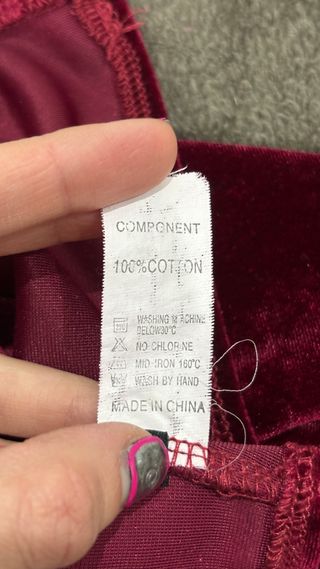 COMPONENT
100%COTTON
WASHING MACHINE
BELOW30°C
NO CHLORINE
MID-IRON 160°C
WASH BY HAND
MADE IN CHINA